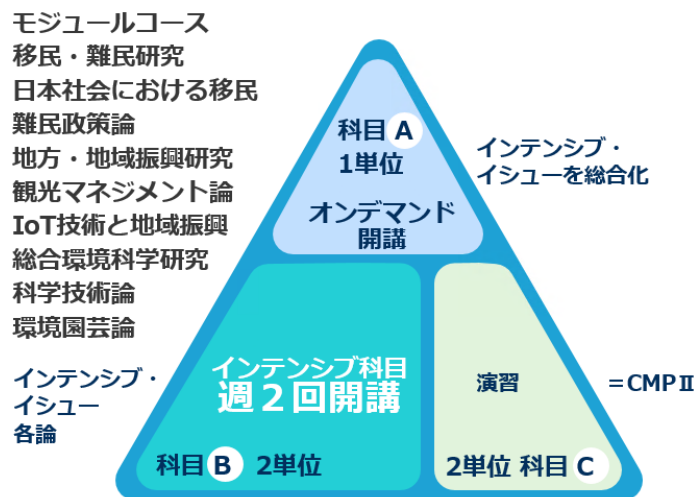 モジュールコース
移民・難民研究
日本社会における移民
難民政策論
地方・地域振興研究
観光マネジメント論
IoT技術と地域振興
総合環境科学研究
科学技術論
環境園芸論
科目 A
1単位
オンデマンド
開講
インテンシブ・
イシューを総合化
インテンシブ・
イシュー
各論
インテンシブ科目
週２回開講
科目 B 2単位
演習
2単位 科目 C
＝CMPⅡ